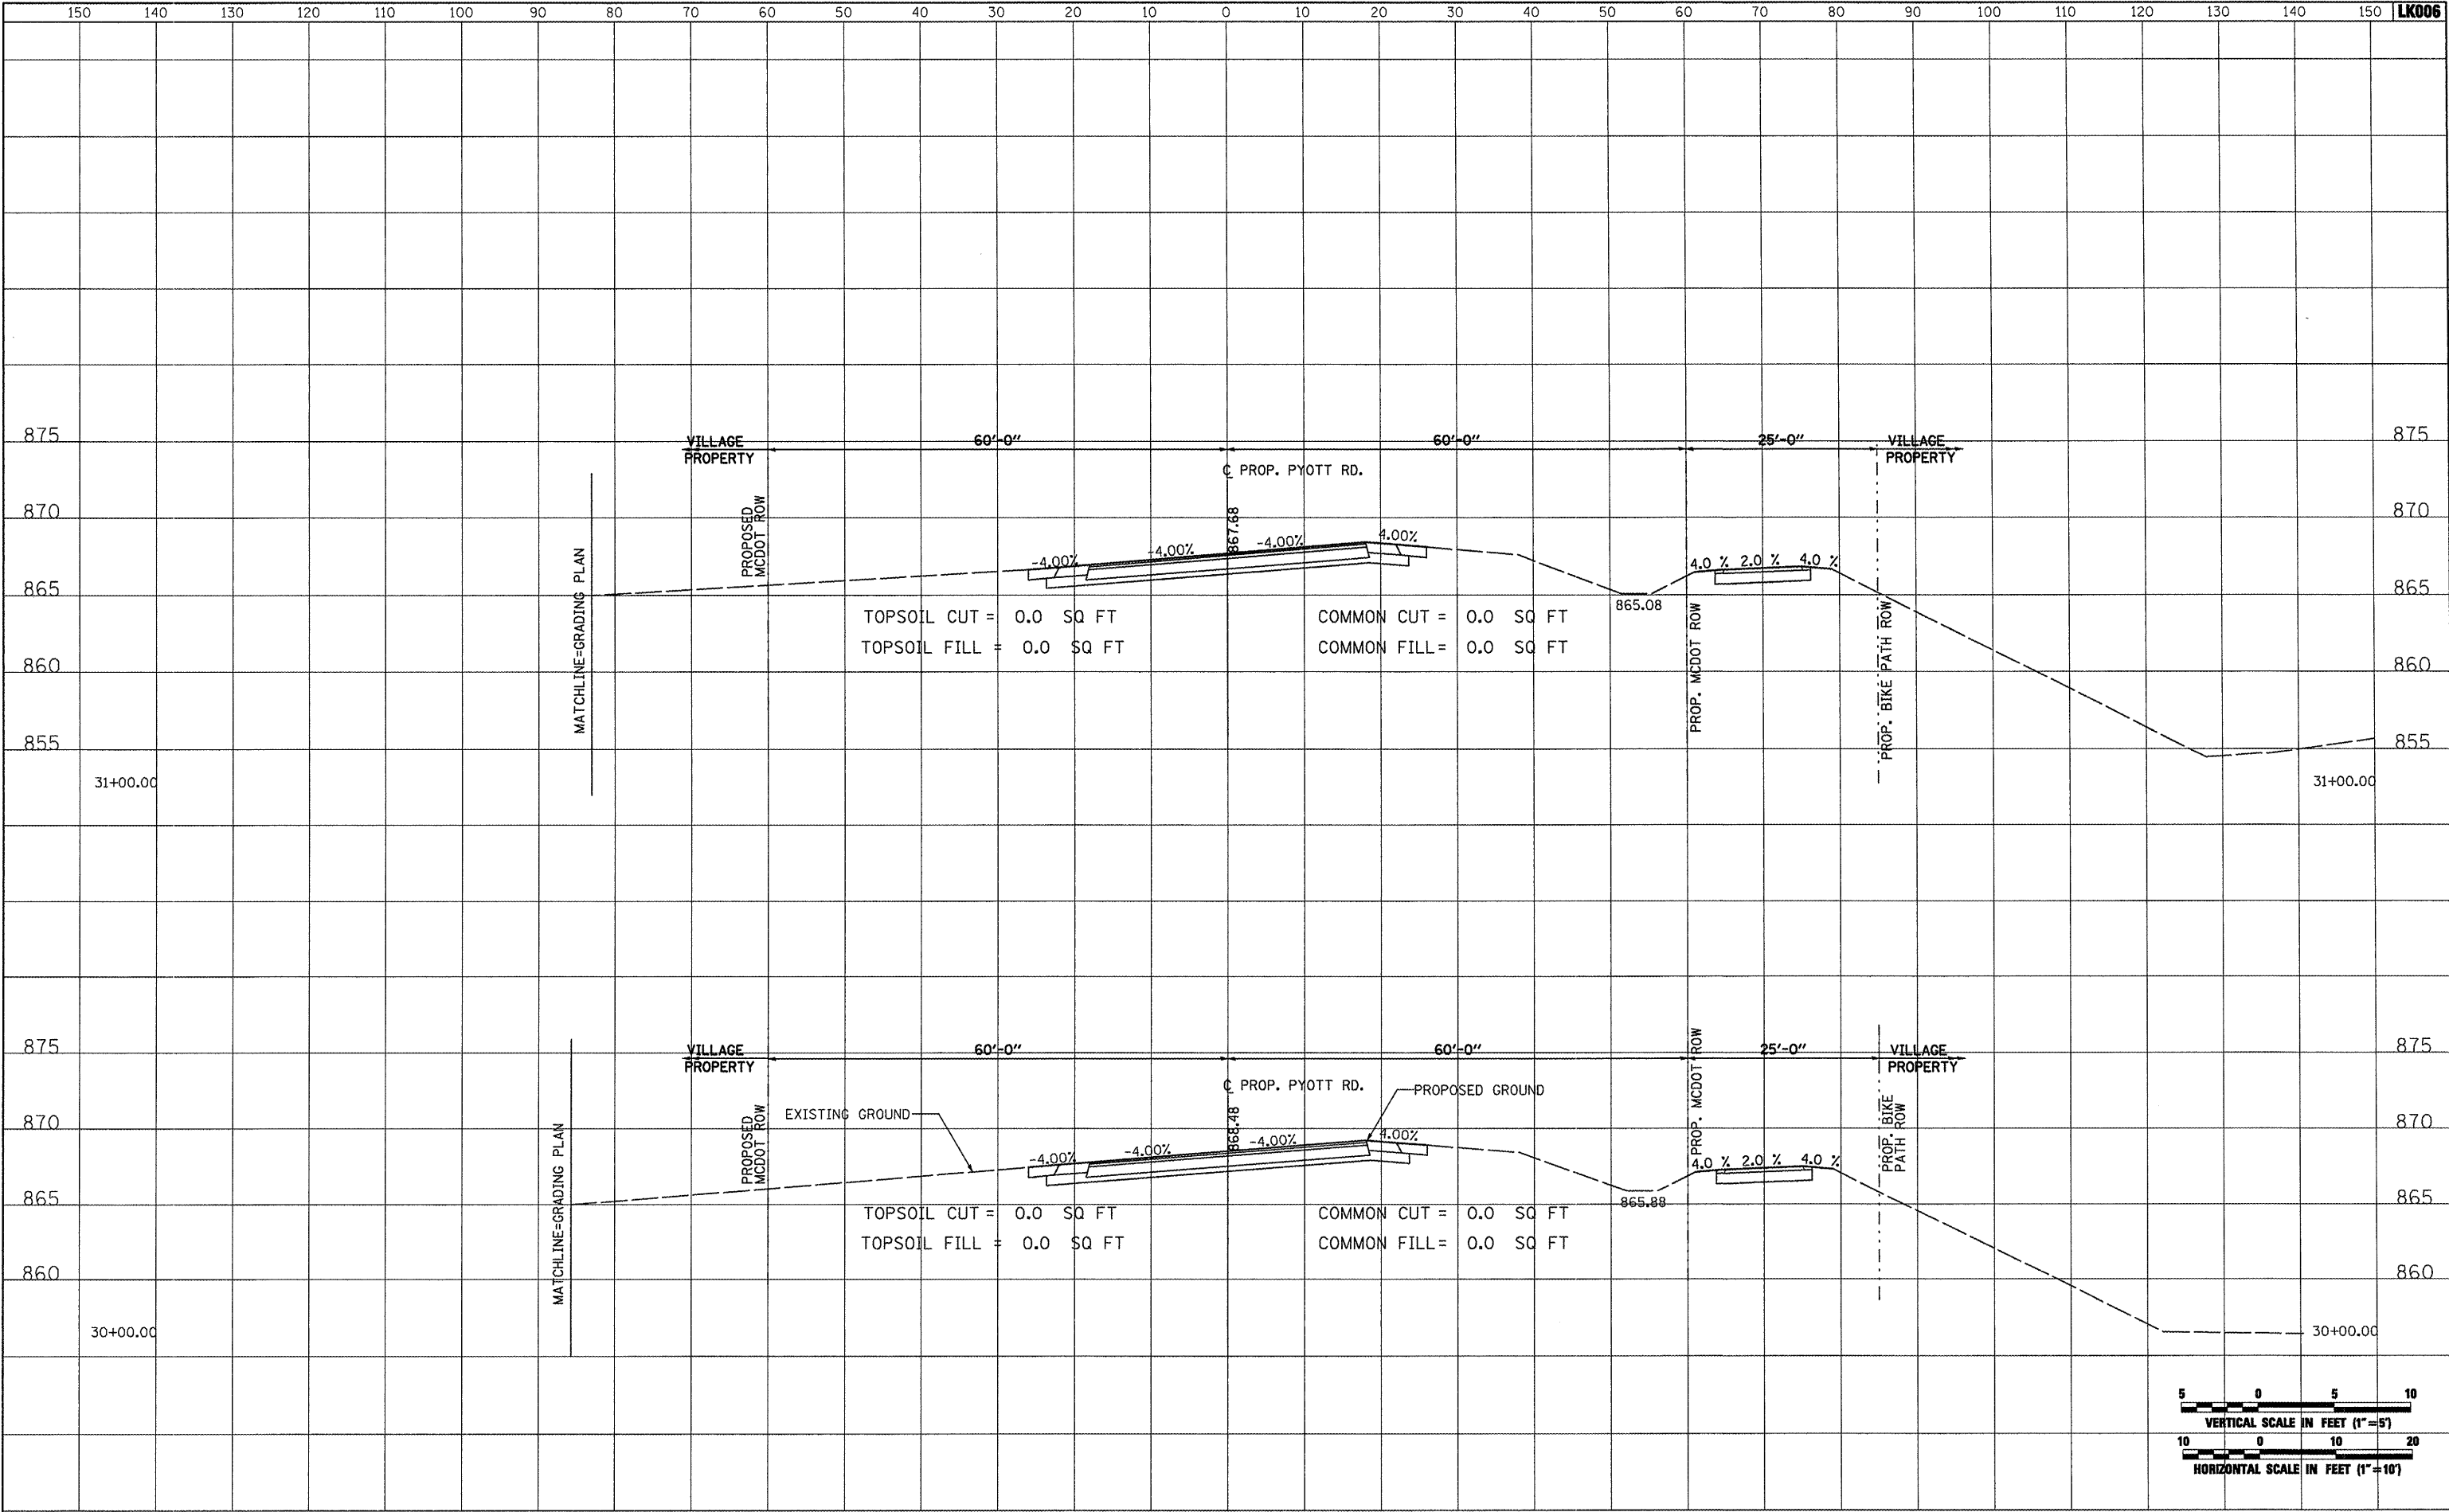 150 140 130 120 110 100 90 80 70 60 50 40 30 20 10 0 10 20 30 40 50 60 70 80 90 100 110 120 130 140 150 LK006
875 VILLAGE PROPERTY 60'-0" 60'-0" 25'-0" VILLAGE PROPERTY 875
℄ PROP. PYOTT RD.
870 PROPOSED MCDOT ROW 867.68 870
MATCHLINE=GRADING PLAN
-4.00% -4.00% -4.00% 4.00%
4.0 % 2.0 % 4.0 %
865 865.08 865
TOPSOIL CUT = 0.0 SQ FT COMMON CUT = 0.0 SQ FT
TOPSOIL FILL = 0.0 SQ FT COMMON FILL= 0.0 SQ FT
PROP. MCDOT ROW
PROP. BIKE PATH ROW
860 860
855 855
31+00.00 31+00.00
875 VILLAGE PROPERTY 60'-0" 60'-0" 25'-0" VILLAGE PROPERTY 875
℄ PROP. PYOTT RD.
PROPOSED GROUND
EXISTING GROUND
870 PROPOSED MCDOT ROW 868.48 870
PROP. MCDOT ROW
PROP. BIKE PATH ROW
MATCHLINE=GRADING PLAN
-4.00% -4.00% -4.00% 4.00%
4.0 % 2.0 % 4.0 %
865 865.88 865
TOPSOIL CUT = 0.0 SQ FT COMMON CUT = 0.0 SQ FT
TOPSOIL FILL = 0.0 SQ FT COMMON FILL= 0.0 SQ FT
860 860
30+00.00 30+00.00
5 0 5 10
VERTICAL SCALE IN FEET (1"=5')
10 0 10 20
HORIZONTAL SCALE IN FEET (1"=10')